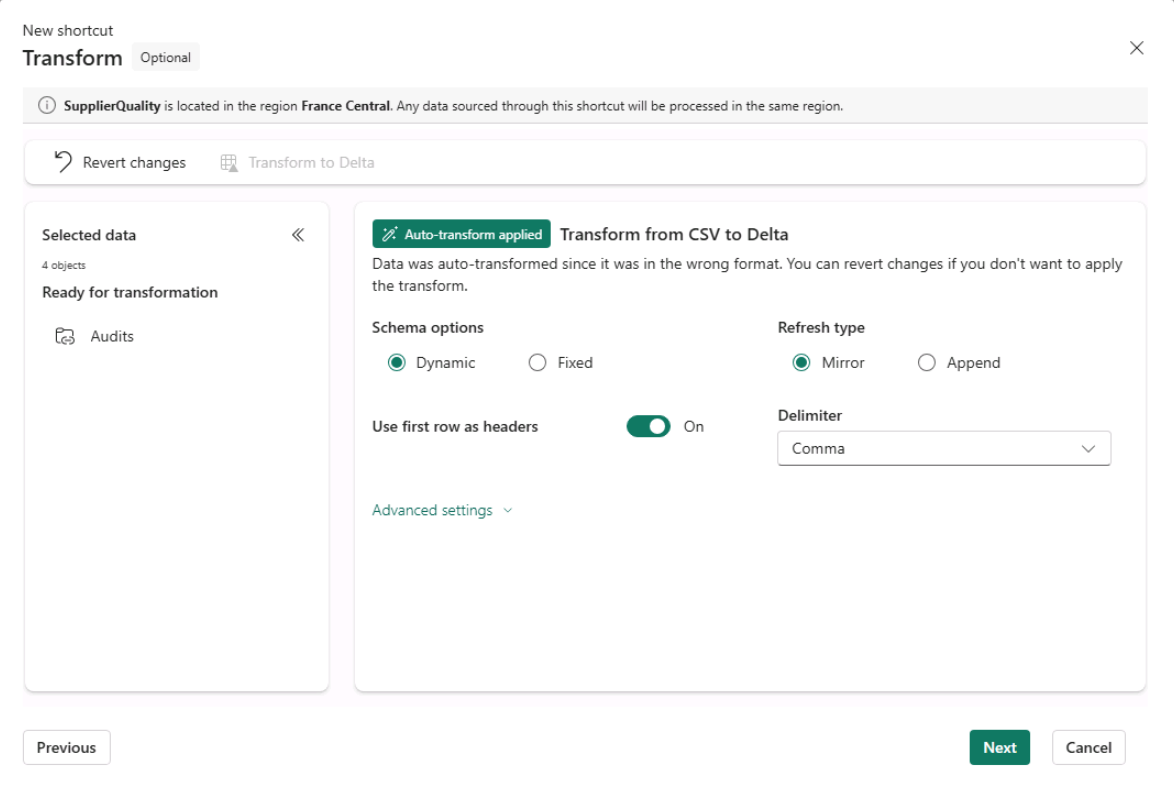 New shortcut
Transform Optional
SupplierQuality is located in the region France Central. Any data sourced through this shortcut will be processed in the same region.
Revert changes Transform to Delta
Selected data
4 objects
Ready for transformation
Audits
Auto-transform applied Transform from CSV to Delta
Data was auto-transformed since it was in the wrong format. You can revert changes if you don't want to apply
the transform.
Schema options
Dynamic Fixed
Refresh type
Mirror Append
Use first row as headers On
Delimiter
Comma
Advanced settings
Previous Next Cancel